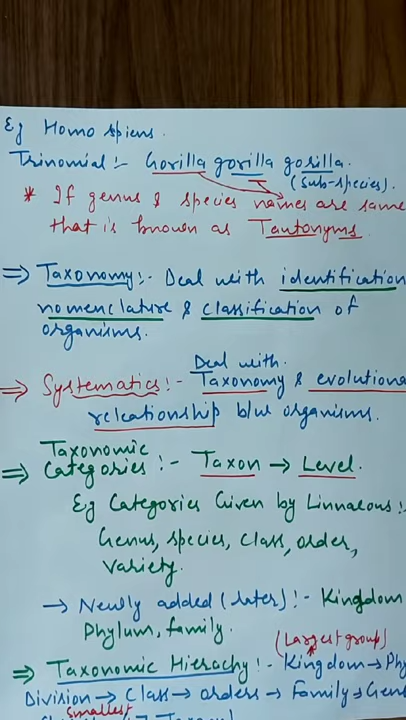 Eg Homo spiens.
Trinomial :- Gorilla gorilla gorilla.
(Sub-species).
* If genus & species names are same
that is known as Tautonyms.
⇒ Taxonomy :- Deal with identification
nomenclature & classification of
organisms.
Deal with.
⇒ Systematics :- Taxonomy & evolutiona
relationship b/w organisms.
Taxonomic
⇒ Categories :- Taxon → Level.
Eg Categories Given by Linnaeous :-
Genus, species, class, order,
variety.
→ Newly added (later) :- Kingdom
Phylum, family.
(Largest group)
⇒ Taxonomic Hierachy :- Kingdom → Phy
Division → Class → orders → Family → Genu
smallest